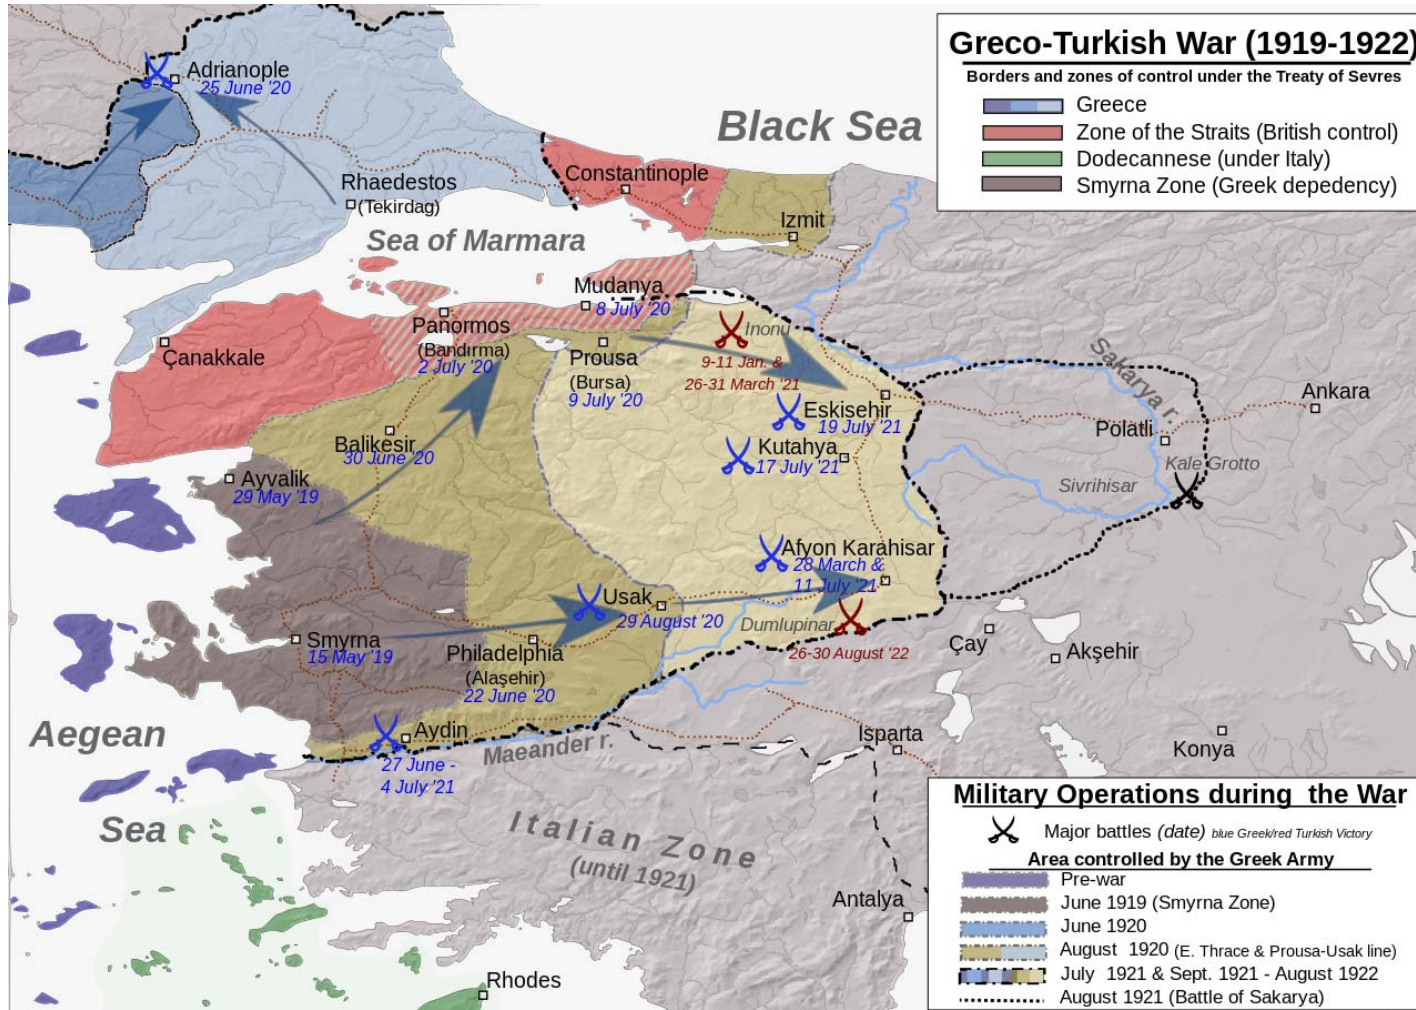 Greco-Turkish War (1919-1922)
Borders and zones of control under the Treaty of Sevres
Greece
Zone of the Straits (British control)
Dodecannese (under Italy)
Smyrna Zone (Greek depedency)
Black Sea
Adrianople
25 June '20
Rhaedestos
(Tekirdag)
Constantinople
Izmit
Sea of Marmara
Mudanya
8 July '20
Panormos
(Bandırma)
2 July '20
Çanakkale
Prousa
(Bursa)
9 July '20
Inonu
9-11 Jan. &
26-31 March '21
Sakarya r.
Ankara
Eskisehir
19 July '21
Polatli
Balikesir
30 June '20
Kutahya
17 July '21
Kale Grotto
Sivrihisar
Ayvalik
29 May '19
Afyon Karahisar
28 March &
11 July '21
Usak
29 August '20
Dumlupinar
26-30 August '22
Smyrna
15 May '19
Philadelphia
(Alaşehir)
22 June '20
Çay
Akşehir
Aegean
Sea
Aydin
27 June -
4 July '21
Maeander r.
Isparta
Konya
Italian Zone
(until 1921)
Antalya
Rhodes
Military Operations during the War
Major battles (date) blue Greek/red Turkish Victory
Area controlled by the Greek Army
Pre-war
June 1919 (Smyrna Zone)
June 1920
August 1920 (E. Thrace & Prousa-Usak line)
July 1921 & Sept. 1921 - August 1922
August 1921 (Battle of Sakarya)